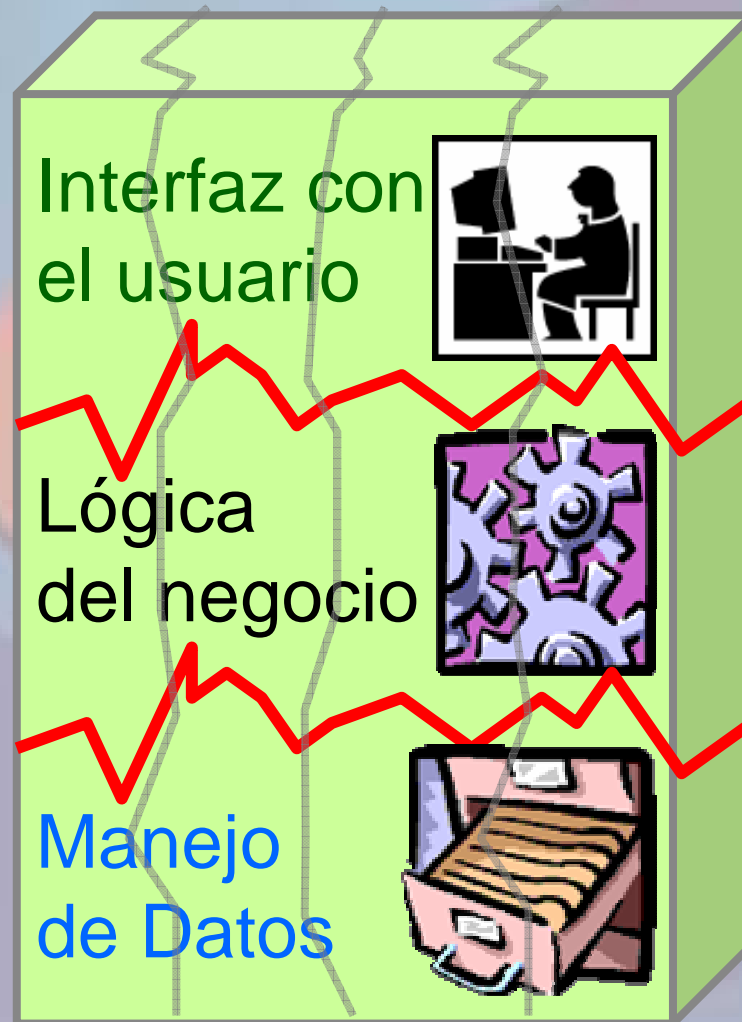 Interfaz con
el usuario
Lógica
del negocio
Manejo
de Datos